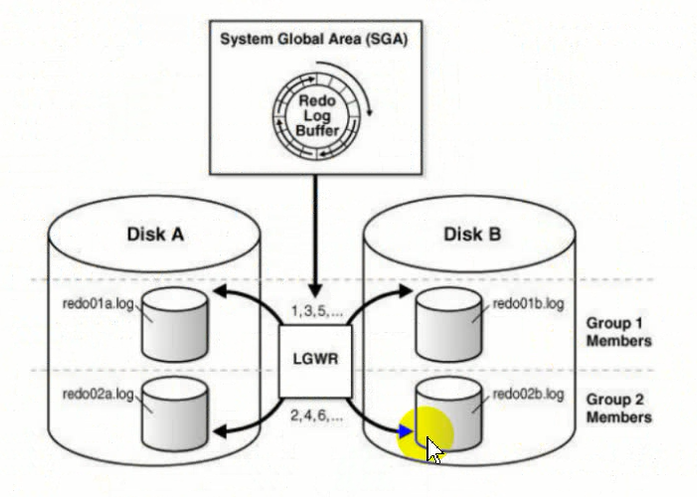 System Global Area (SGA)
Redo
Log
Buffer
Disk A
Disk B
redo01a.log
1,3,5,...
redo01b.log
Group 1
Members
LGWR
redo02a.log
2,4,6,...
redo02b.log
Group 2
Members